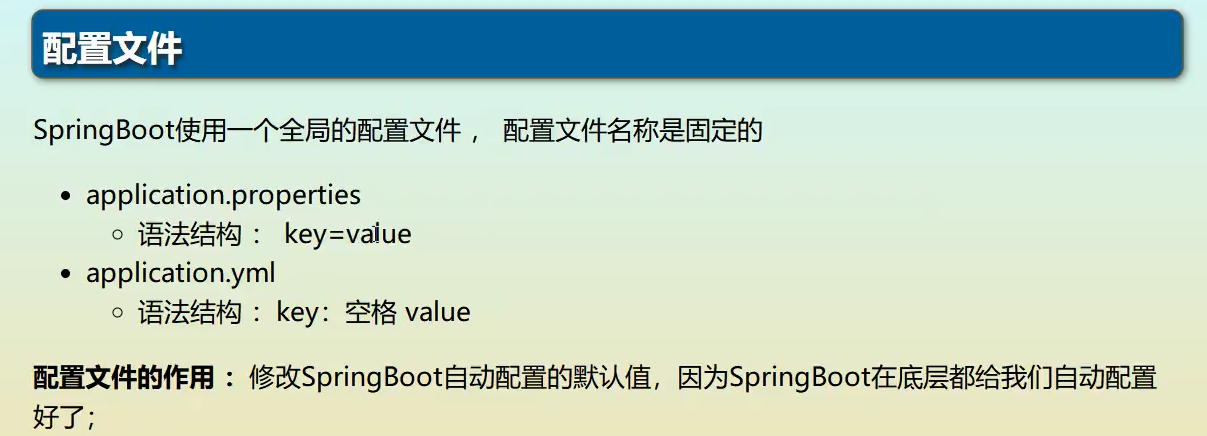 配置文件
SpringBoot使用一个全局的配置文件 ， 配置文件名称是固定的
application.properties
语法结构 ： key=value
application.yml
语法结构 ：key：空格 value
配置文件的作用 ：修改SpringBoot自动配置的默认值，因为SpringBoot在底层都给我们自动配置
好了；